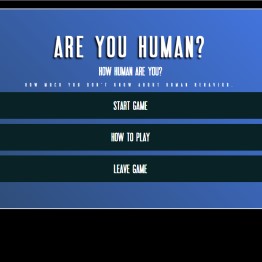 ARE YOU HUMAN?
HOW HUMAN ARE YOU?
HOW MUCH YOU DON'T KNOW ABOUT HUMAN BEHAVIOR.
START GAME
HOW TO PLAY
LEAVE GAME